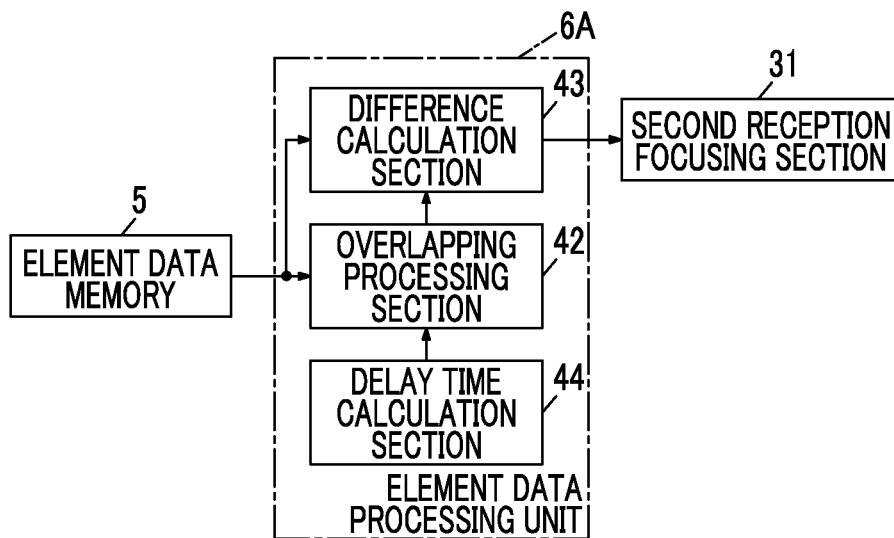 6A
43
DIFFERENCE
CALCULATION
SECTION
31
SECOND RECEPTION
FOCUSING SECTION
5
ELEMENT DATA
MEMORY
42
OVERLAPPING
PROCESSING
SECTION
44
DELAY TIME
CALCULATION
SECTION
ELEMENT DATA
PROCESSING UNIT